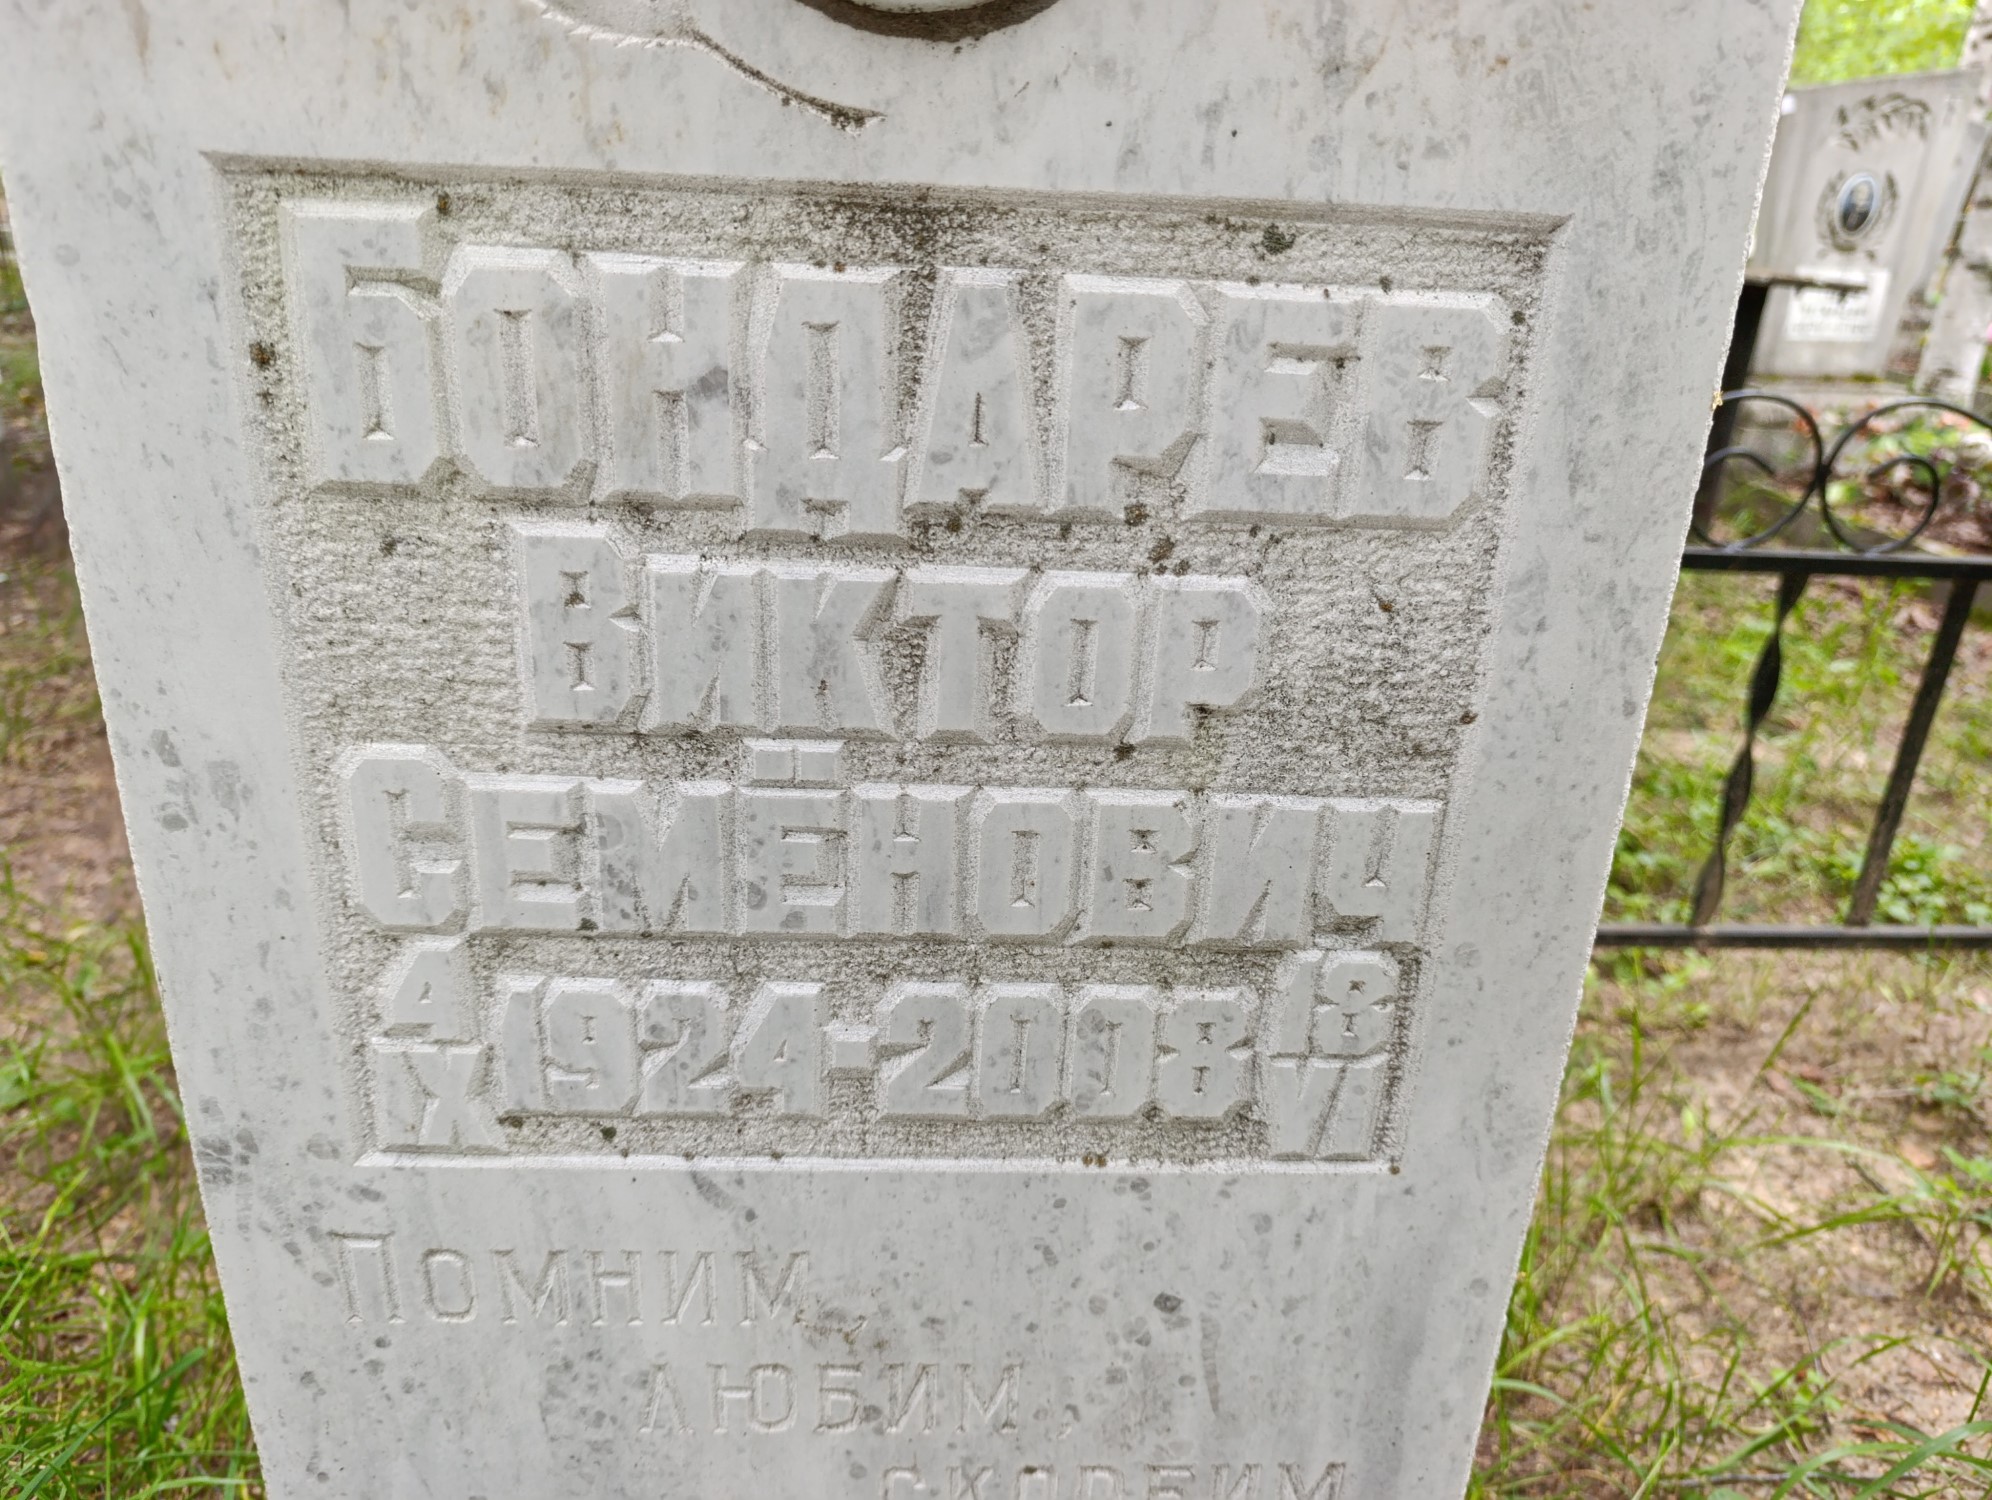 Бондарев
Виктор
Семёнович
4 IX 1924-2008 18 VI
Помним,
любим,
скорбим